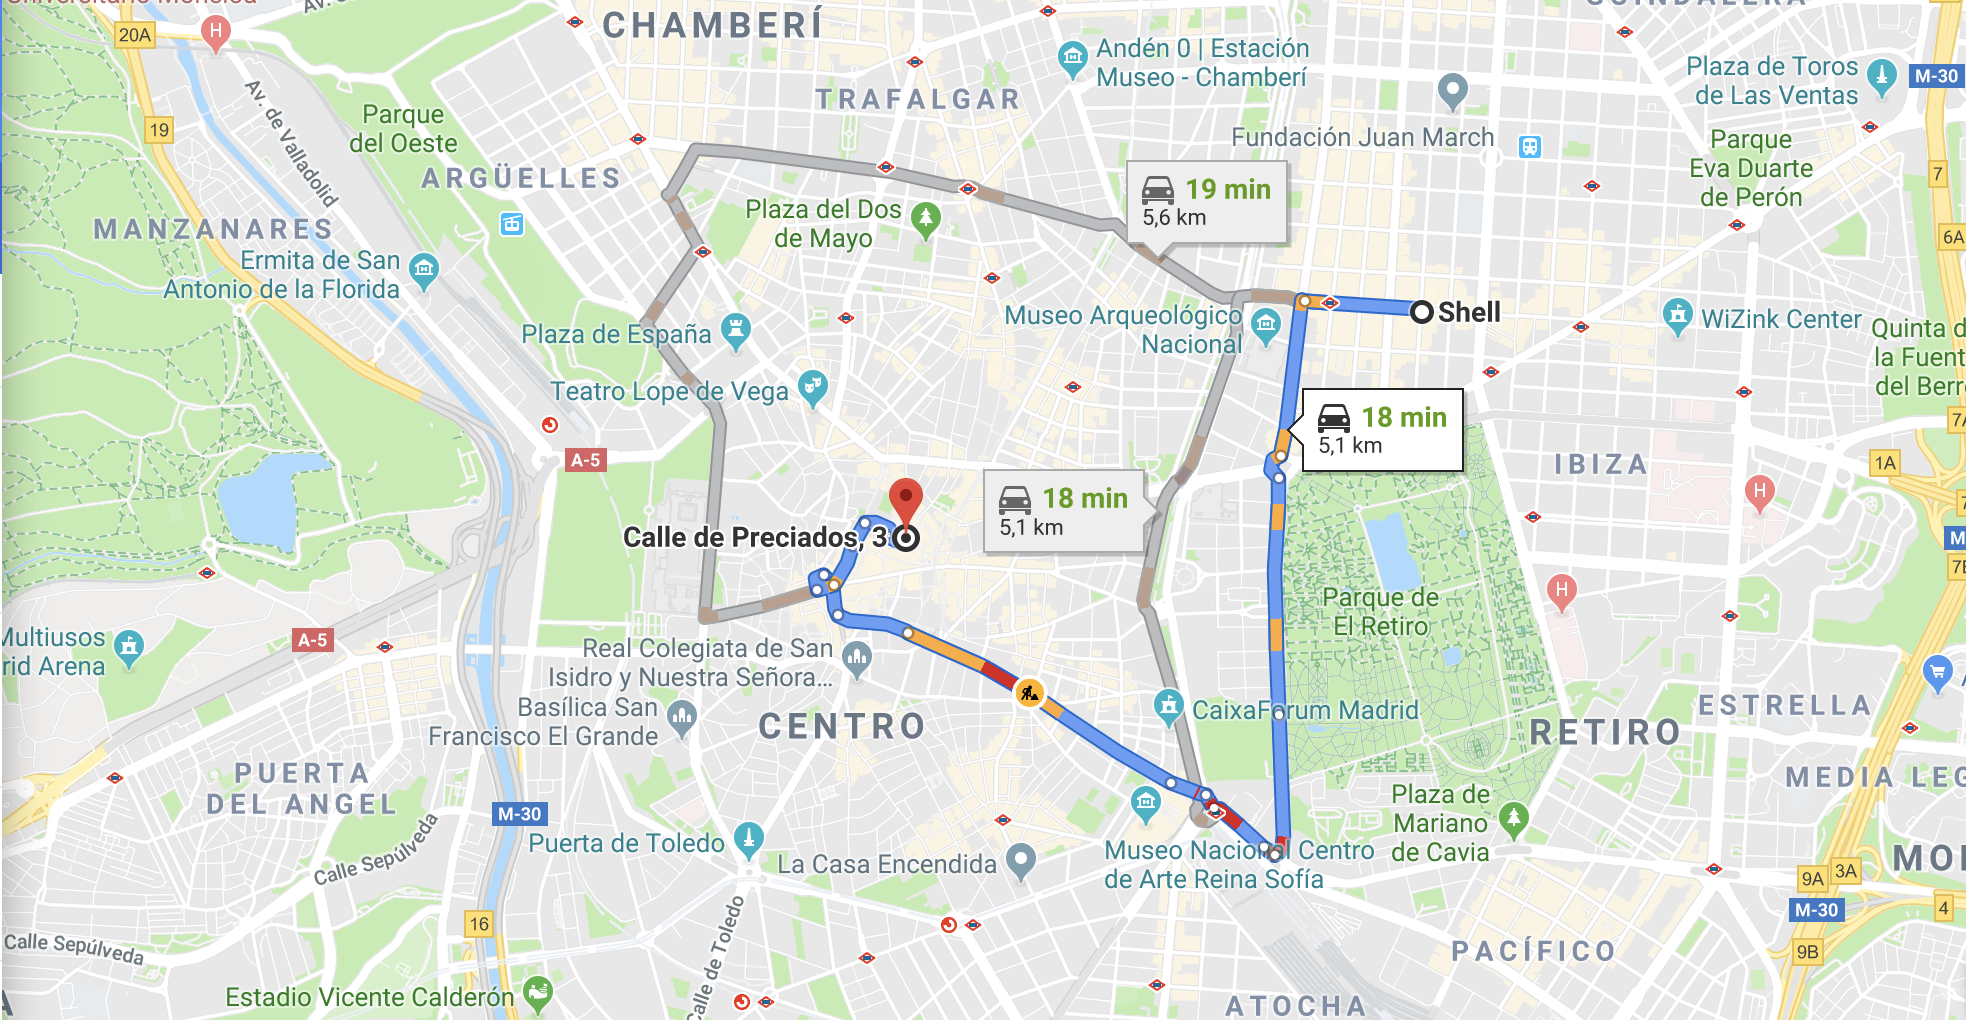 CHAMBERÍ
20A
H
Andén 0 | Estación
Museo - Chamberí
Plaza de Toros
de Las Ventas
M-30
TRAFALGAR
Av. de Valladolid
Parque
del Oeste
19
Fundación Juan March
Parque
Eva Duarte
de Perón
7
ARGÜELLES
19 min
5,6 km
MANZANARES
Plaza del Dos
de Mayo
6A
Ermita de San
Antonio de la Florida
Museo Arqueológico
Nacional
Shell
WiZink Center
Quinta d
la Fuent
del Berr
Plaza de España
Teatro Lope de Vega
18 min
5,1 km
A-5
IBIZA
1A
H
18 min
5,1 km
Calle de Preciados, 3
M
7B
H
Parque de
El Retiro
Multiusos
rid Arena
A-5
Real Colegiata de San
Isidro y Nuestra Señora...
Basílica San
Francisco El Grande
CENTRO
CaixaForum Madrid
RETIRO
ESTRELLA
PUERTA
DEL ANGEL
MEDIA LEG
M-30
Plaza de
Mariano
de Cavia
Puerta de Toledo
La Casa Encendida
Museo Nacional Centro
de Arte Reina Sofía
Calle Sepúlveda
9A
3A
M-30
4
16
Calle de Toledo
Calle Sepúlveda
PACÍFICO
9B
Estadio Vicente Calderón
ATOCHA